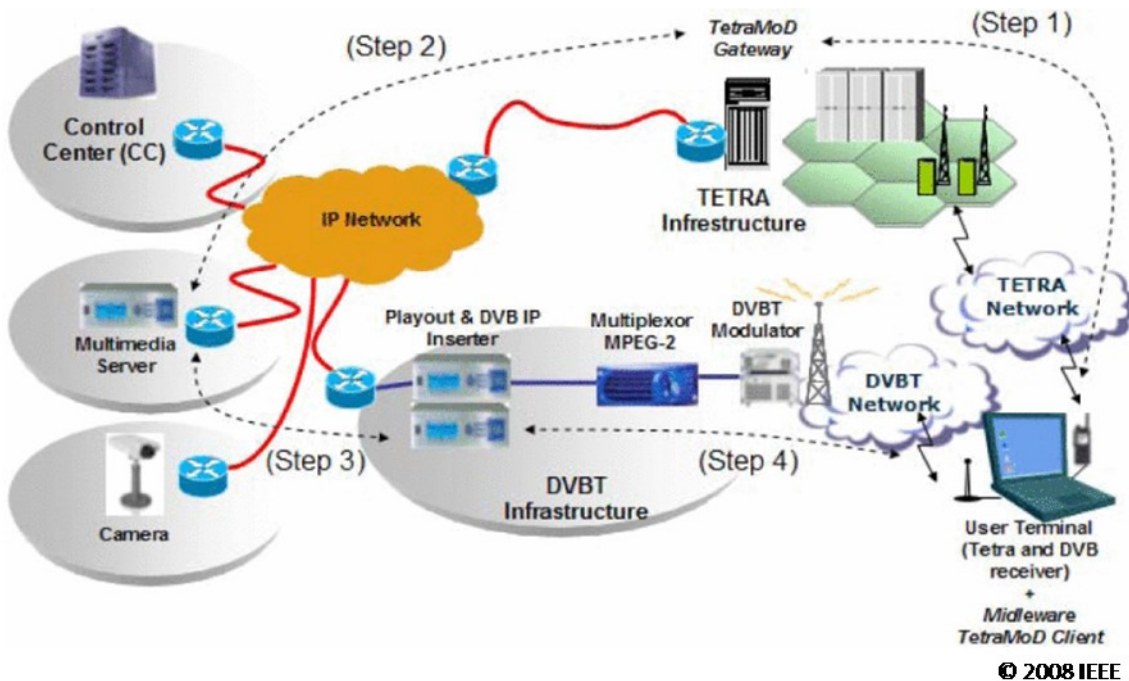 (Step 2)
TetraMoD
Gateway
(Step 1)
Control
Center (CC)
IP Network
TETRA
Infrestructure
TETRA
Network
Multimedia
Server
Playout & DVB IP
Inserter
Multiplexor
MPEG-2
DVBT
Modulator
DVBT
Network
(Step 3)
(Step 4)
DVBT
Infrastructure
Camera
User Terminal
(Tetra and DVB
receiver)
+
Midleware
TetraMoD Client
© 2008 IEEE